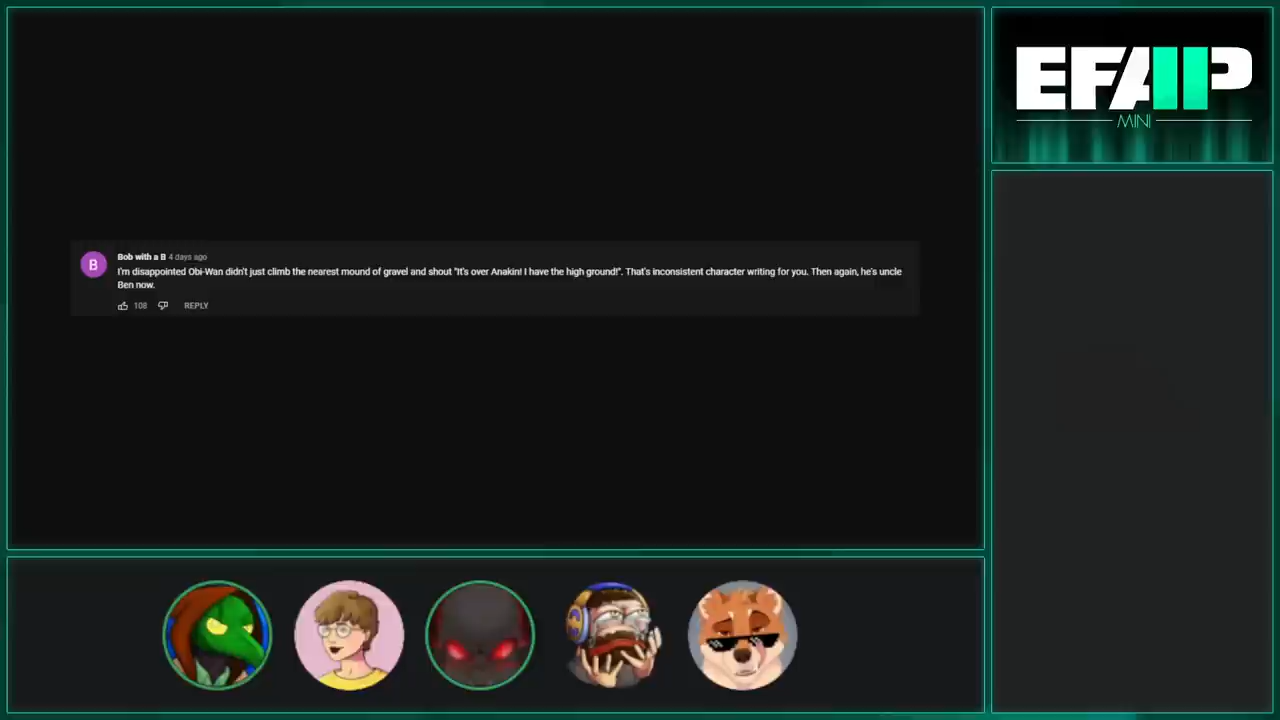 EFAP
MINI
B
Bob with a B 4 days ago
I'm disappointed Obi-Wan didn't just climb the nearest mound of gravel and shout "It's over Anakin! I have the high ground!". That's inconsistent character writing for you. Then again, he's uncle
Ben now.
108 REPLY